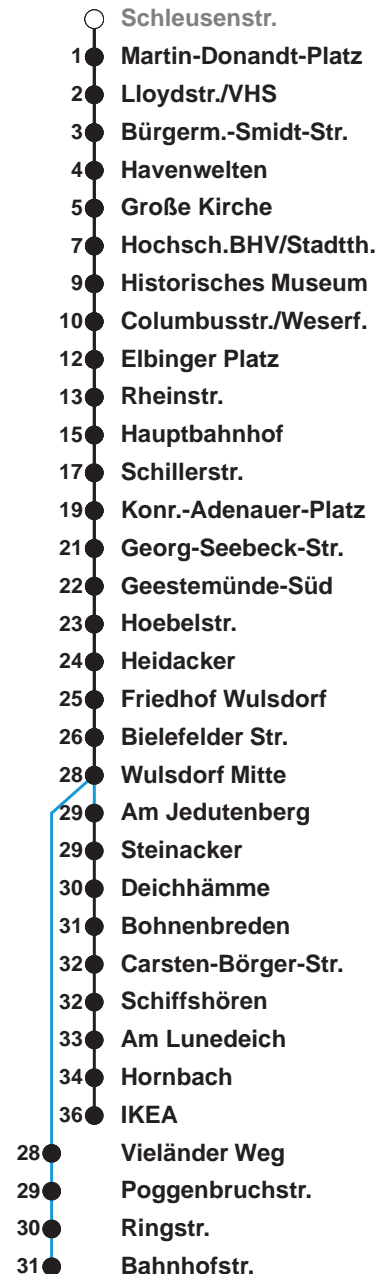 Schleusenstr.
1 Martin-Donandt-Platz
2 Lloydstr./VHS
3 Bürgerm.-Smidt-Str.
4 Havenwelten
5 Große Kirche
7 Hochsch.BHV/Stadtth.
9 Historisches Museum
10 Columbusstr./Weserf.
12 Elbinger Platz
13 Rheinstr.
15 Hauptbahnhof
17 Schillerstr.
19 Konr.-Adenauer-Platz
21 Georg-Seebeck-Str.
22 Geestemünde-Süd
23 Hoebelstr.
24 Heidacker
25 Friedhof Wulsdorf
26 Bielefelder Str.
28 Wulsdorf Mitte
29 Am Jedutenberg
29 Steinacker
30 Deichhämme
31 Bohnenbreden
32 Carsten-Börger-Str.
32 Schiffshören
33 Am Lunedeich
34 Hornbach
36 IKEA
28 Vieländer Weg
29 Poggenbruchstr.
30 Ringstr.
31 Bahnhofstr.